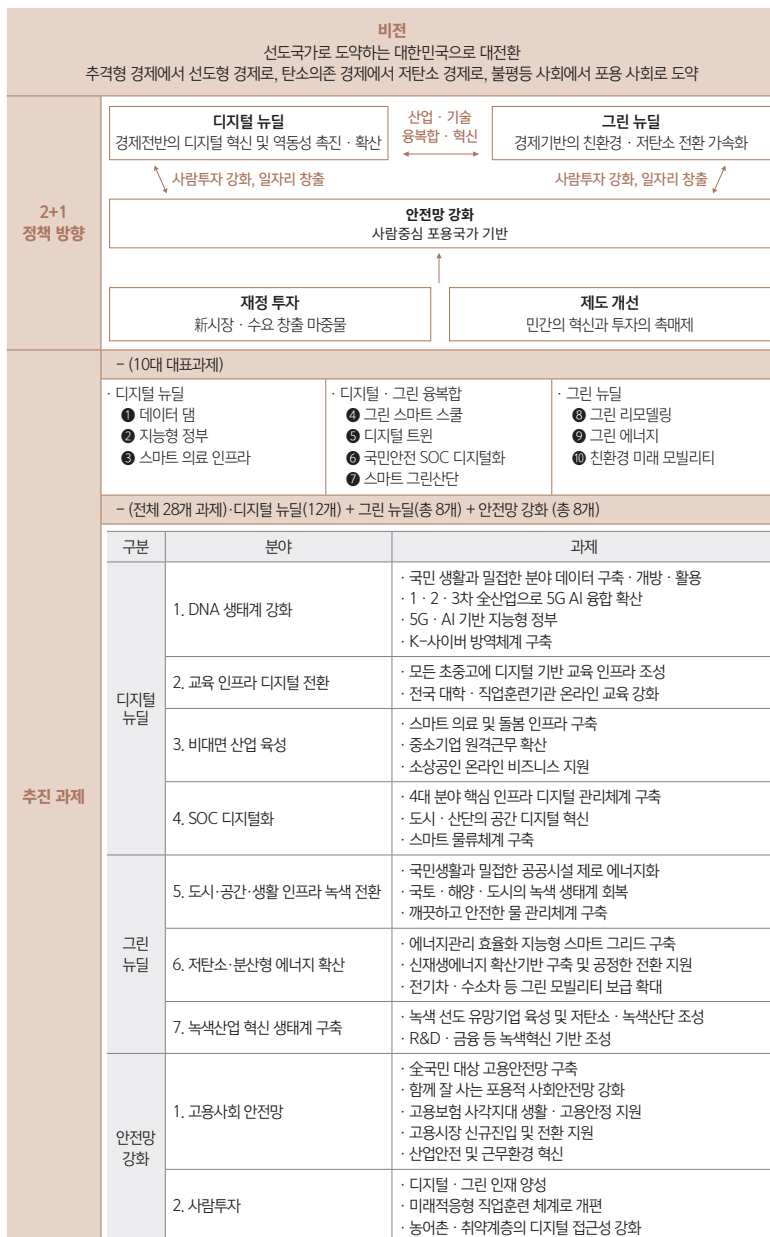 비전
선도국가로 도약하는 대한민국으로 대전환
추격형 경제에서 선도형 경제로, 탄소의존 경제에서 저탄소 경제로, 불평등 사회에서 포용 사회로 도약
2+1
정책 방향
디지털 뉴딜
경제전반의 디지털 혁신 및 역동성 촉진 · 확산
산업 · 기술
융복합 · 혁신
그린 뉴딜
경제기반의 친환경 · 저탄소 전환 가속화
사람투자 강화, 일자리 창출
사람투자 강화, 일자리 창출
안전망 강화
사람중심 포용국가 기반
재정 투자
新시장 · 수요 창출 마중물
제도 개선
민간의 혁신과 투자의 촉매제
추진 과제
- (10대 대표과제)
· 디지털 뉴딜
❶ 데이터 댐
❷ 지능형 정부
❸ 스마트 의료 인프라
· 디지털 · 그린 융복합
❹ 그린 스마트 스쿨
❺ 디지털 트윈
❻ 국민안전 SOC 디지털화
❼ 스마트 그린산단
· 그린 뉴딜
❽ 그린 리모델링
❾ 그린 에너지
❿ 친환경 미래 모빌리티
- (전체 28개 과제)·디지털 뉴딜(12개) + 그린 뉴딜(총 8개) + 안전망 강화 (총 8개)
구분 분야 과제
디지털
뉴딜
1. DNA 생태계 강화
· 국민 생활과 밀접한 분야 데이터 구축 · 개방 · 활용
· 1 · 2 · 3차 全산업으로 5G AI 융합 확산
· 5G · AI 기반 지능형 정부
· K-사이버 방역체계 구축
2. 교육 인프라 디지털 전환
· 모든 초중고에 디지털 기반 교육 인프라 조성
· 전국 대학 · 직업훈련기관 온라인 교육 강화
3. 비대면 산업 육성
· 스마트 의료 및 돌봄 인프라 구축
· 중소기업 원격근무 확산
· 소상공인 온라인 비즈니스 지원
4. SOC 디지털화
· 4대 분야 핵심 인프라 디지털 관리체계 구축
· 도시 · 산단의 공간 디지털 혁신
· 스마트 물류체계 구축
그린
뉴딜
5. 도시·공간·생활 인프라 녹색 전환
· 국민생활과 밀접한 공공시설 제로 에너지화
· 국토 · 해양 · 도시의 녹색 생태계 회복
· 깨끗하고 안전한 물 관리체계 구축
6. 저탄소·분산형 에너지 확산
· 에너지관리 효율화 지능형 스마트 그리드 구축
· 신재생에너지 확산기반 구축 및 공정한 전환 지원
· 전기차 · 수소차 등 그린 모빌리티 보급 확대
7. 녹색산업 혁신 생태계 구축
· 녹색 선도 유망기업 육성 및 저탄소 · 녹색산단 조성
· R&D · 금융 등 녹색혁신 기반 조성
안전망
강화
1. 고용사회 안전망
· 全국민 대상 고용안전망 구축
· 함께 잘 사는 포용적 사회안전망 강화
· 고용보험 사각지대 생활 · 고용안정 지원
· 고용시장 신규진입 및 전환 지원
· 산업안전 및 근무환경 혁신
2. 사람투자
· 디지털 · 그린 인재 양성
· 미래적응형 직업훈련 체계로 개편
· 농어촌 · 취약계층의 디지털 접근성 강화